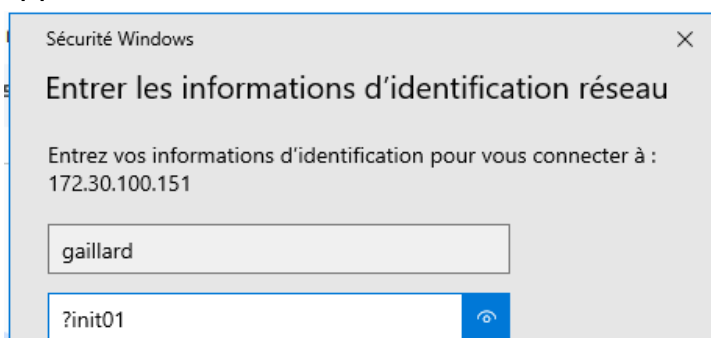 Sécurité Windows
Entrer les informations d’identification réseau
Entrez vos informations d’identification pour vous connecter à :
172.30.100.151
gaillard
?init01